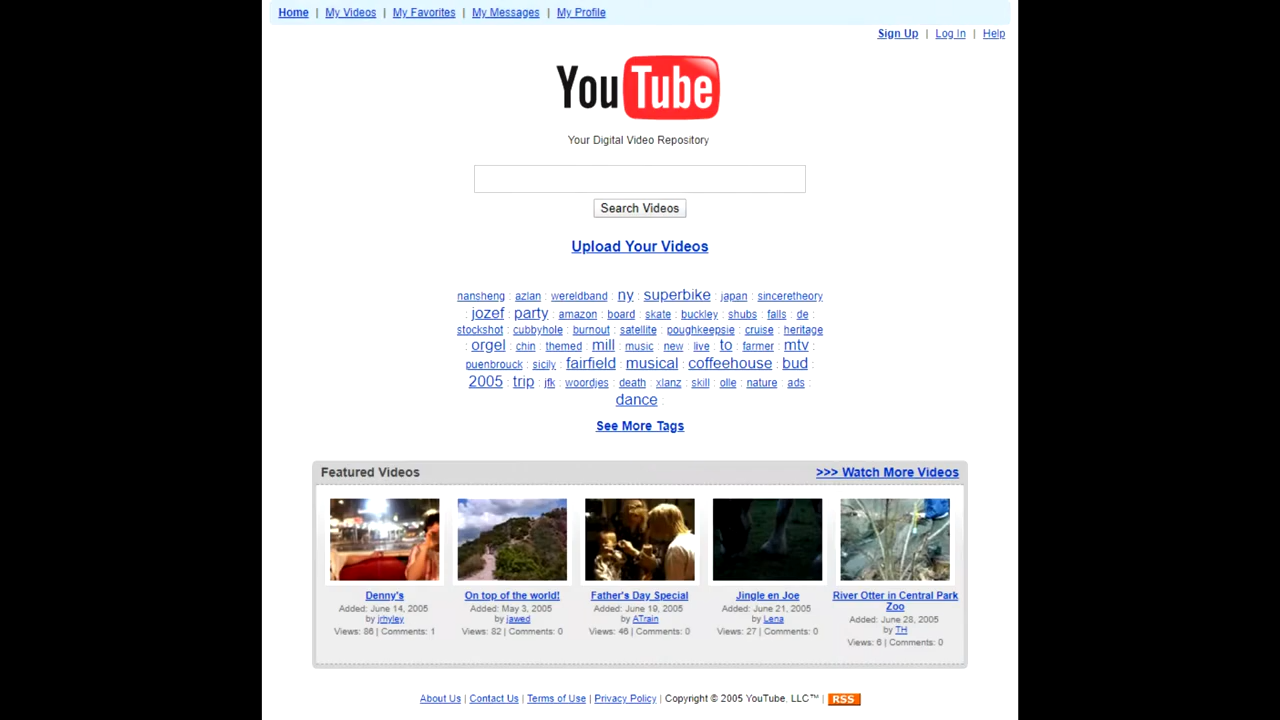 Home | My Videos | My Favorites | My Messages | My Profile
Sign Up | Log In | Help
YouTube
Your Digital Video Repository
Search Videos
Upload Your Videos
nansheng : azlan : wereldband : ny : superbike : japan : sinceretheory
: jozef : party : amazon : board : skate : buckley : shubs : falls : de :
stockshot : cubbyhole : burnout : satellite : poughkeepsie : cruise : heritage
: orgel : chin : themed : mill : music : new : live : to : farmer : mtv :
puenbrouck : sicily : fairfield : musical : coffeehouse : bud :
2005 : trip : jfk : woordjes : death : xlanz : skill : olle : nature : ads :
dance :
See More Tags
Featured Videos >>> Watch More Videos
Denny's
Added: June 14, 2005
by jrhyley
Views: 86 | Comments: 1
On top of the world!
Added: May 3, 2005
by jawed
Views: 82 | Comments: 0
Father's Day Special
Added: June 19, 2005
by ATrain
Views: 46 | Comments: 0
Jingle en Joe
Added: June 21, 2005
by Lena
Views: 27 | Comments: 0
River Otter in Central Park
Zoo
Added: June 28, 2005
by TH
Views: 6 | Comments: 0
About Us | Contact Us | Terms of Use | Privacy Policy | Copyright © 2005 YouTube, LLC™ | RSS